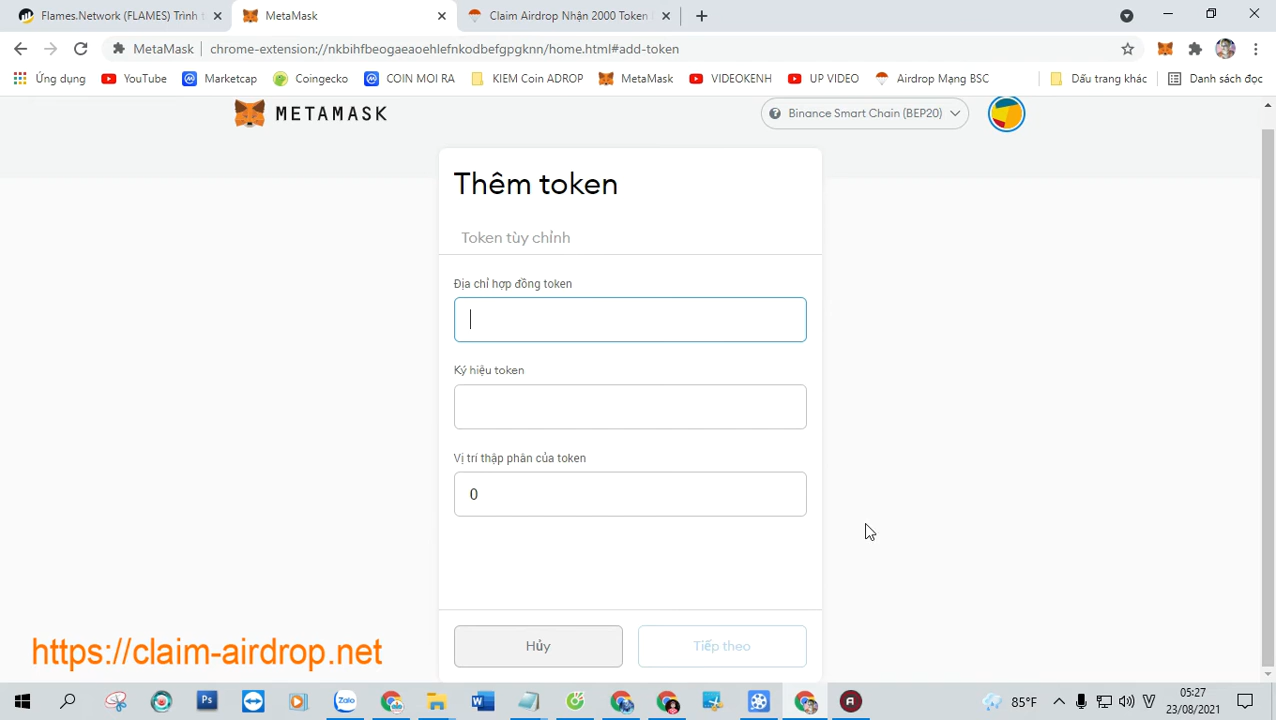 Flames.Network (FLAMES) Trình t
MetaMask
Claim Airdrop Nhận 2000 Token
MetaMask
chrome-extension://nkbihfbeogaeaoehlefnkodbefgpgknn/home.html#add-token
Ứng dụng
YouTube
Marketcap
Coingecko
COIN MOI RA
KIEM Coin ADROP
MetaMask
VIDEOKENH
UP VIDEO
Airdrop Mạng BSC
Dấu trang khác
Danh sách đọc
METAMASK
Binance Smart Chain (BEP20)
Thêm token
Token tùy chỉnh
Địa chỉ hợp đồng token
Ký hiệu token
Vị trí thập phân của token
0
Hủy
Tiếp theo
https://claim-airdrop.net
Ps
Zalo
85°F
V
05:27
23/08/2021